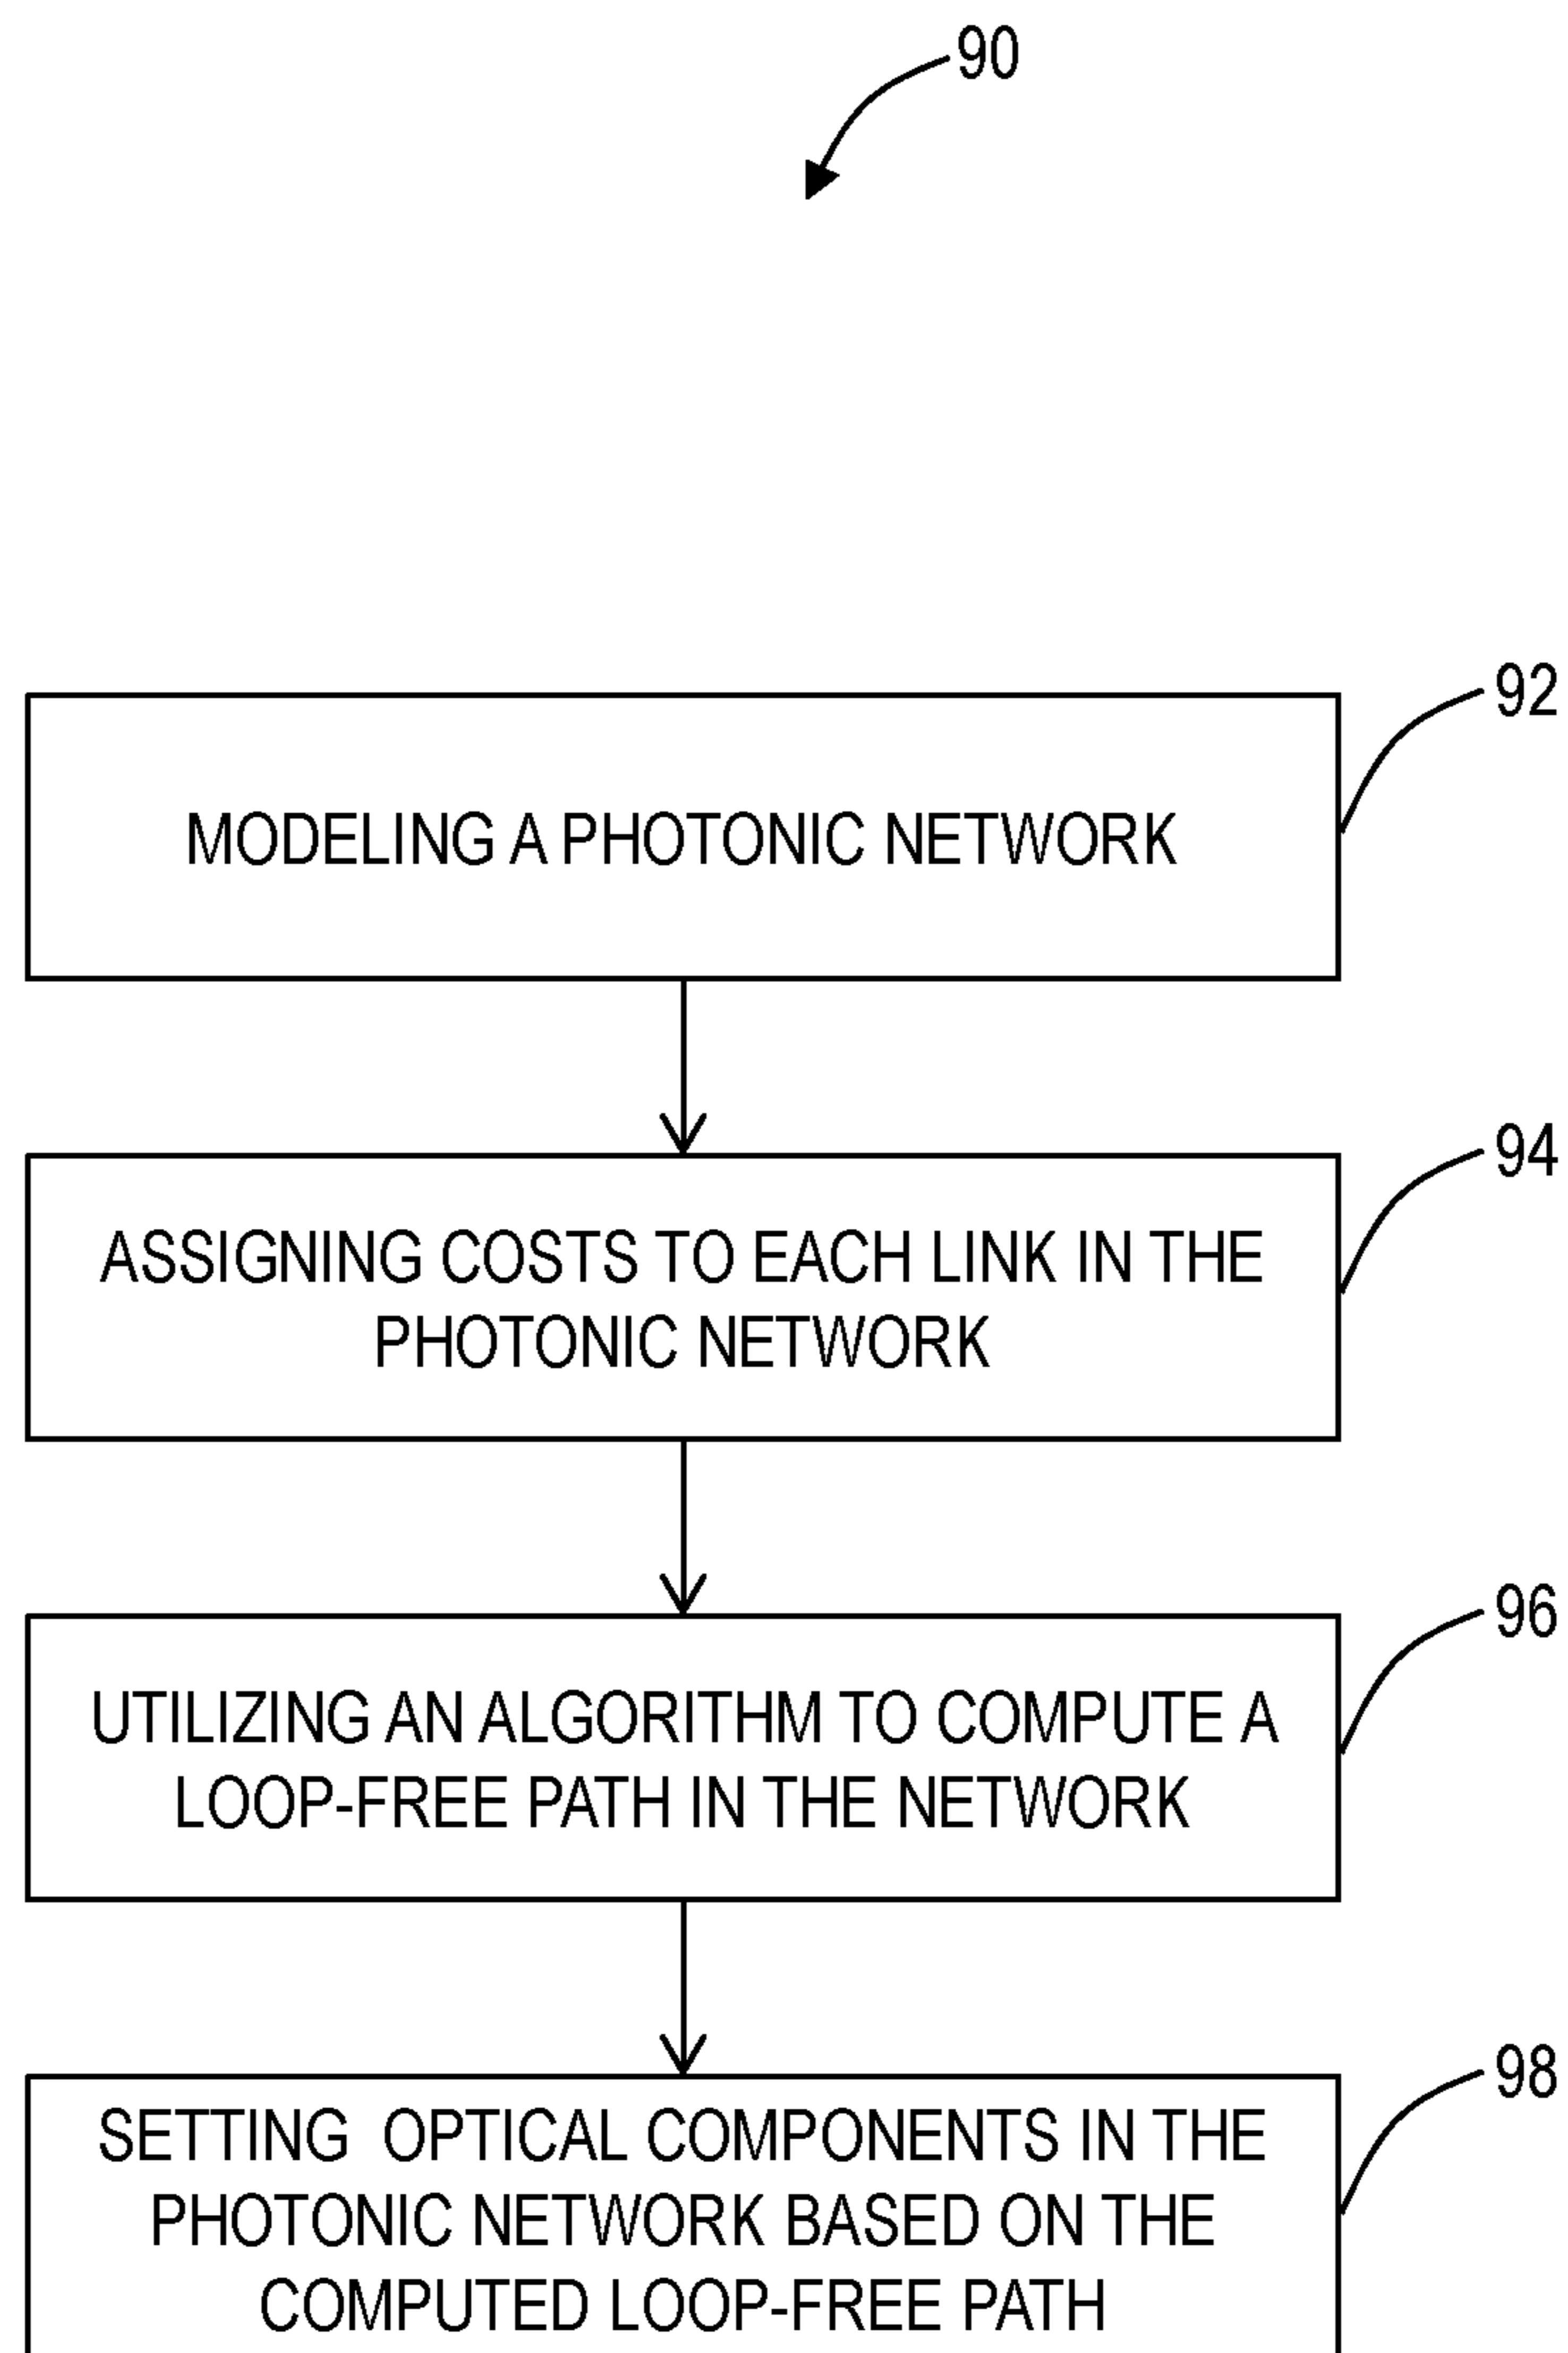 90
92
MODELING A PHOTONIC NETWORK
94
ASSIGNING COSTS TO EACH LINK IN THE
PHOTONIC NETWORK
96
UTILIZING AN ALGORITHM TO COMPUTE A
LOOP-FREE PATH IN THE NETWORK
98
SETTING OPTICAL COMPONENTS IN THE
PHOTONIC NETWORK BASED ON THE
COMPUTED LOOP-FREE PATH